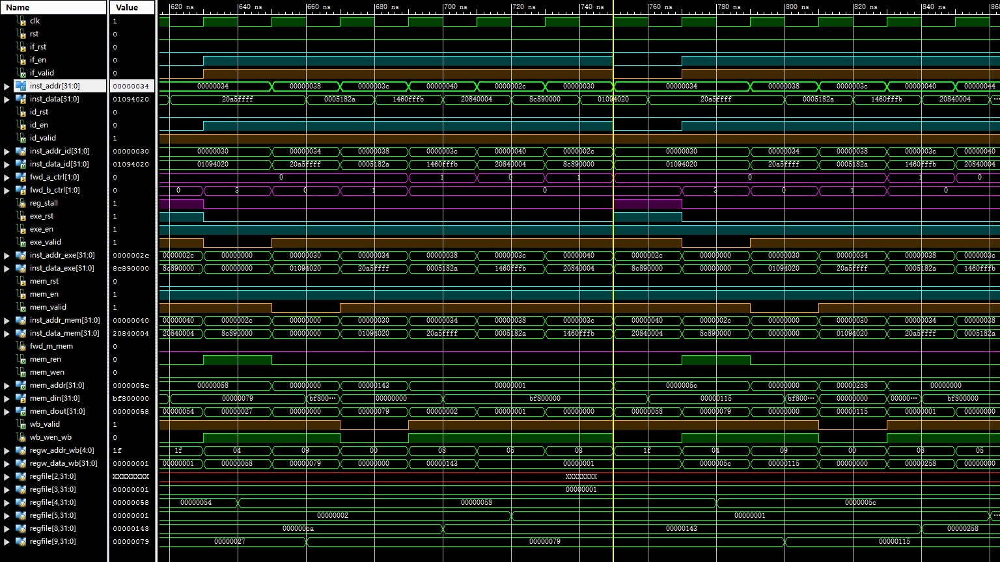 Name Value 620 ns 640 ns 660 ns 680 ns 700 ns 720 ns 740 ns 760 ns 780 ns 800 ns 820 ns 840 ns 860
clk 1
rst 0
if_rst 0
if_en 0
if_valid 0
inst_addr[31:0] 00000034 00000034 00000038 0000003c 00000040 0000002c 00000030 00000034 00000038 0000003c 00000040 00000044
inst_data[31:0] 01094020 20a5ffff 0005182a 1460fffb 20840004 8c890000 01094020 20a5ffff 0005182a 1460fffb 20840004 ...
id_rst 0
id_en 0
id_valid 1
inst_addr_id[31:0] 00000030 00000030 00000034 00000038 0000003c 00000040 0000002c 00000030 00000034 00000038 0000003c 00000040
inst_data_id[31:0] 01094020 01094020 20a5ffff 0005182a 1460fffb 20840004 8c890000 01094020 20a5ffff 0005182a 1460fffb 20840004
fwd_a_ctrl[1:0] 0 0 1 0 1 0 1 0
fwd_b_ctrl[1:0] 0 0 3 0 1 0 3 0 1 0
reg_stall 1
exe_rst 1
exe_en 1
exe_valid 1
inst_addr_exe[31:0] 0000002c 0000002c 00000000 00000030 00000034 00000038 0000003c 00000040 0000002c 00000000 00000030 00000034 00000038 0000003c
inst_data_exe[31:0] 8c890000 8c890000 00000000 01094020 20a5ffff 0005182a 1460fffb 20840004 8c890000 00000000 01094020 20a5ffff 0005182a 1460fffb
mem_rst 0
mem_en 1
mem_valid 1
inst_addr_mem[31:0] 00000040 00000040 0000002c 00000000 00000030 00000034 00000038 0000003c 00000040 0000002c 00000000 00000030 00000034 00000038
inst_data_mem[31:0] 20840004 20840004 8c890000 00000000 01094020 20a5ffff 0005182a 1460fffb 20840004 8c890000 00000000 01094020 20a5ffff 0005182a
fwd_m_mem 0
mem_ren 0
mem_wen 0
mem_addr[31:0] 0000005c 00000058 00000000 00000143 00000001 0000005c 00000000 00000258 00000000
mem_din[31:0] bf800000 00000079 bf800... 00000000 bf800000 00000115 bf800... 00000000 00000... bf800000
mem_dout[31:0] 00000058 00000054 00000027 00000000 00000079 00000002 00000001 00000000 00000058 00000079 00000000 00000115 00000001 00000000
wb_valid 1
wb_wen_wb 0
regw_addr_wb[4:0] 1f 1f 04 09 00 08 05 03 1f 04 09 00 08 05
regw_data_wb[31:0] 00000001 00000001 00000058 00000079 00000000 00000143 00000001 0000005c 00000115 00000000 00000258 00000000
regfile[2,31:0] XXXXXXXX XXXXXXXX
regfile[3,31:0] 00000001 00000001
regfile[4,31:0] 00000058 00000054 00000058 0000005c
regfile[5,31:0] 00000001 00000002 00000001 ...
regfile[8,31:0] 00000143 000000ca 00000143 00000258
regfile[9,31:0] 00000079 00000027 00000079 00000115